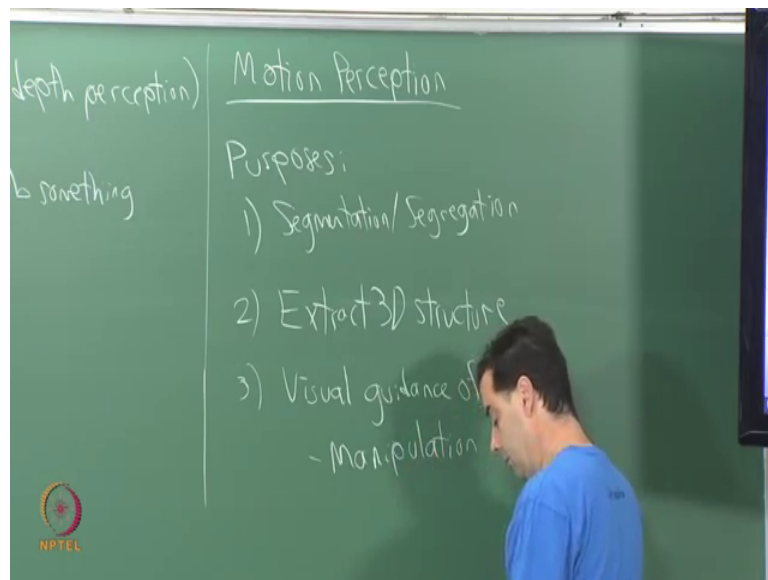 depth perception)
something
Motion Perception
Purposes:
1) Segmentation/Segregation
2) Extract 3D structure
3) Visual guidance of
- Manipulation
NPTEL